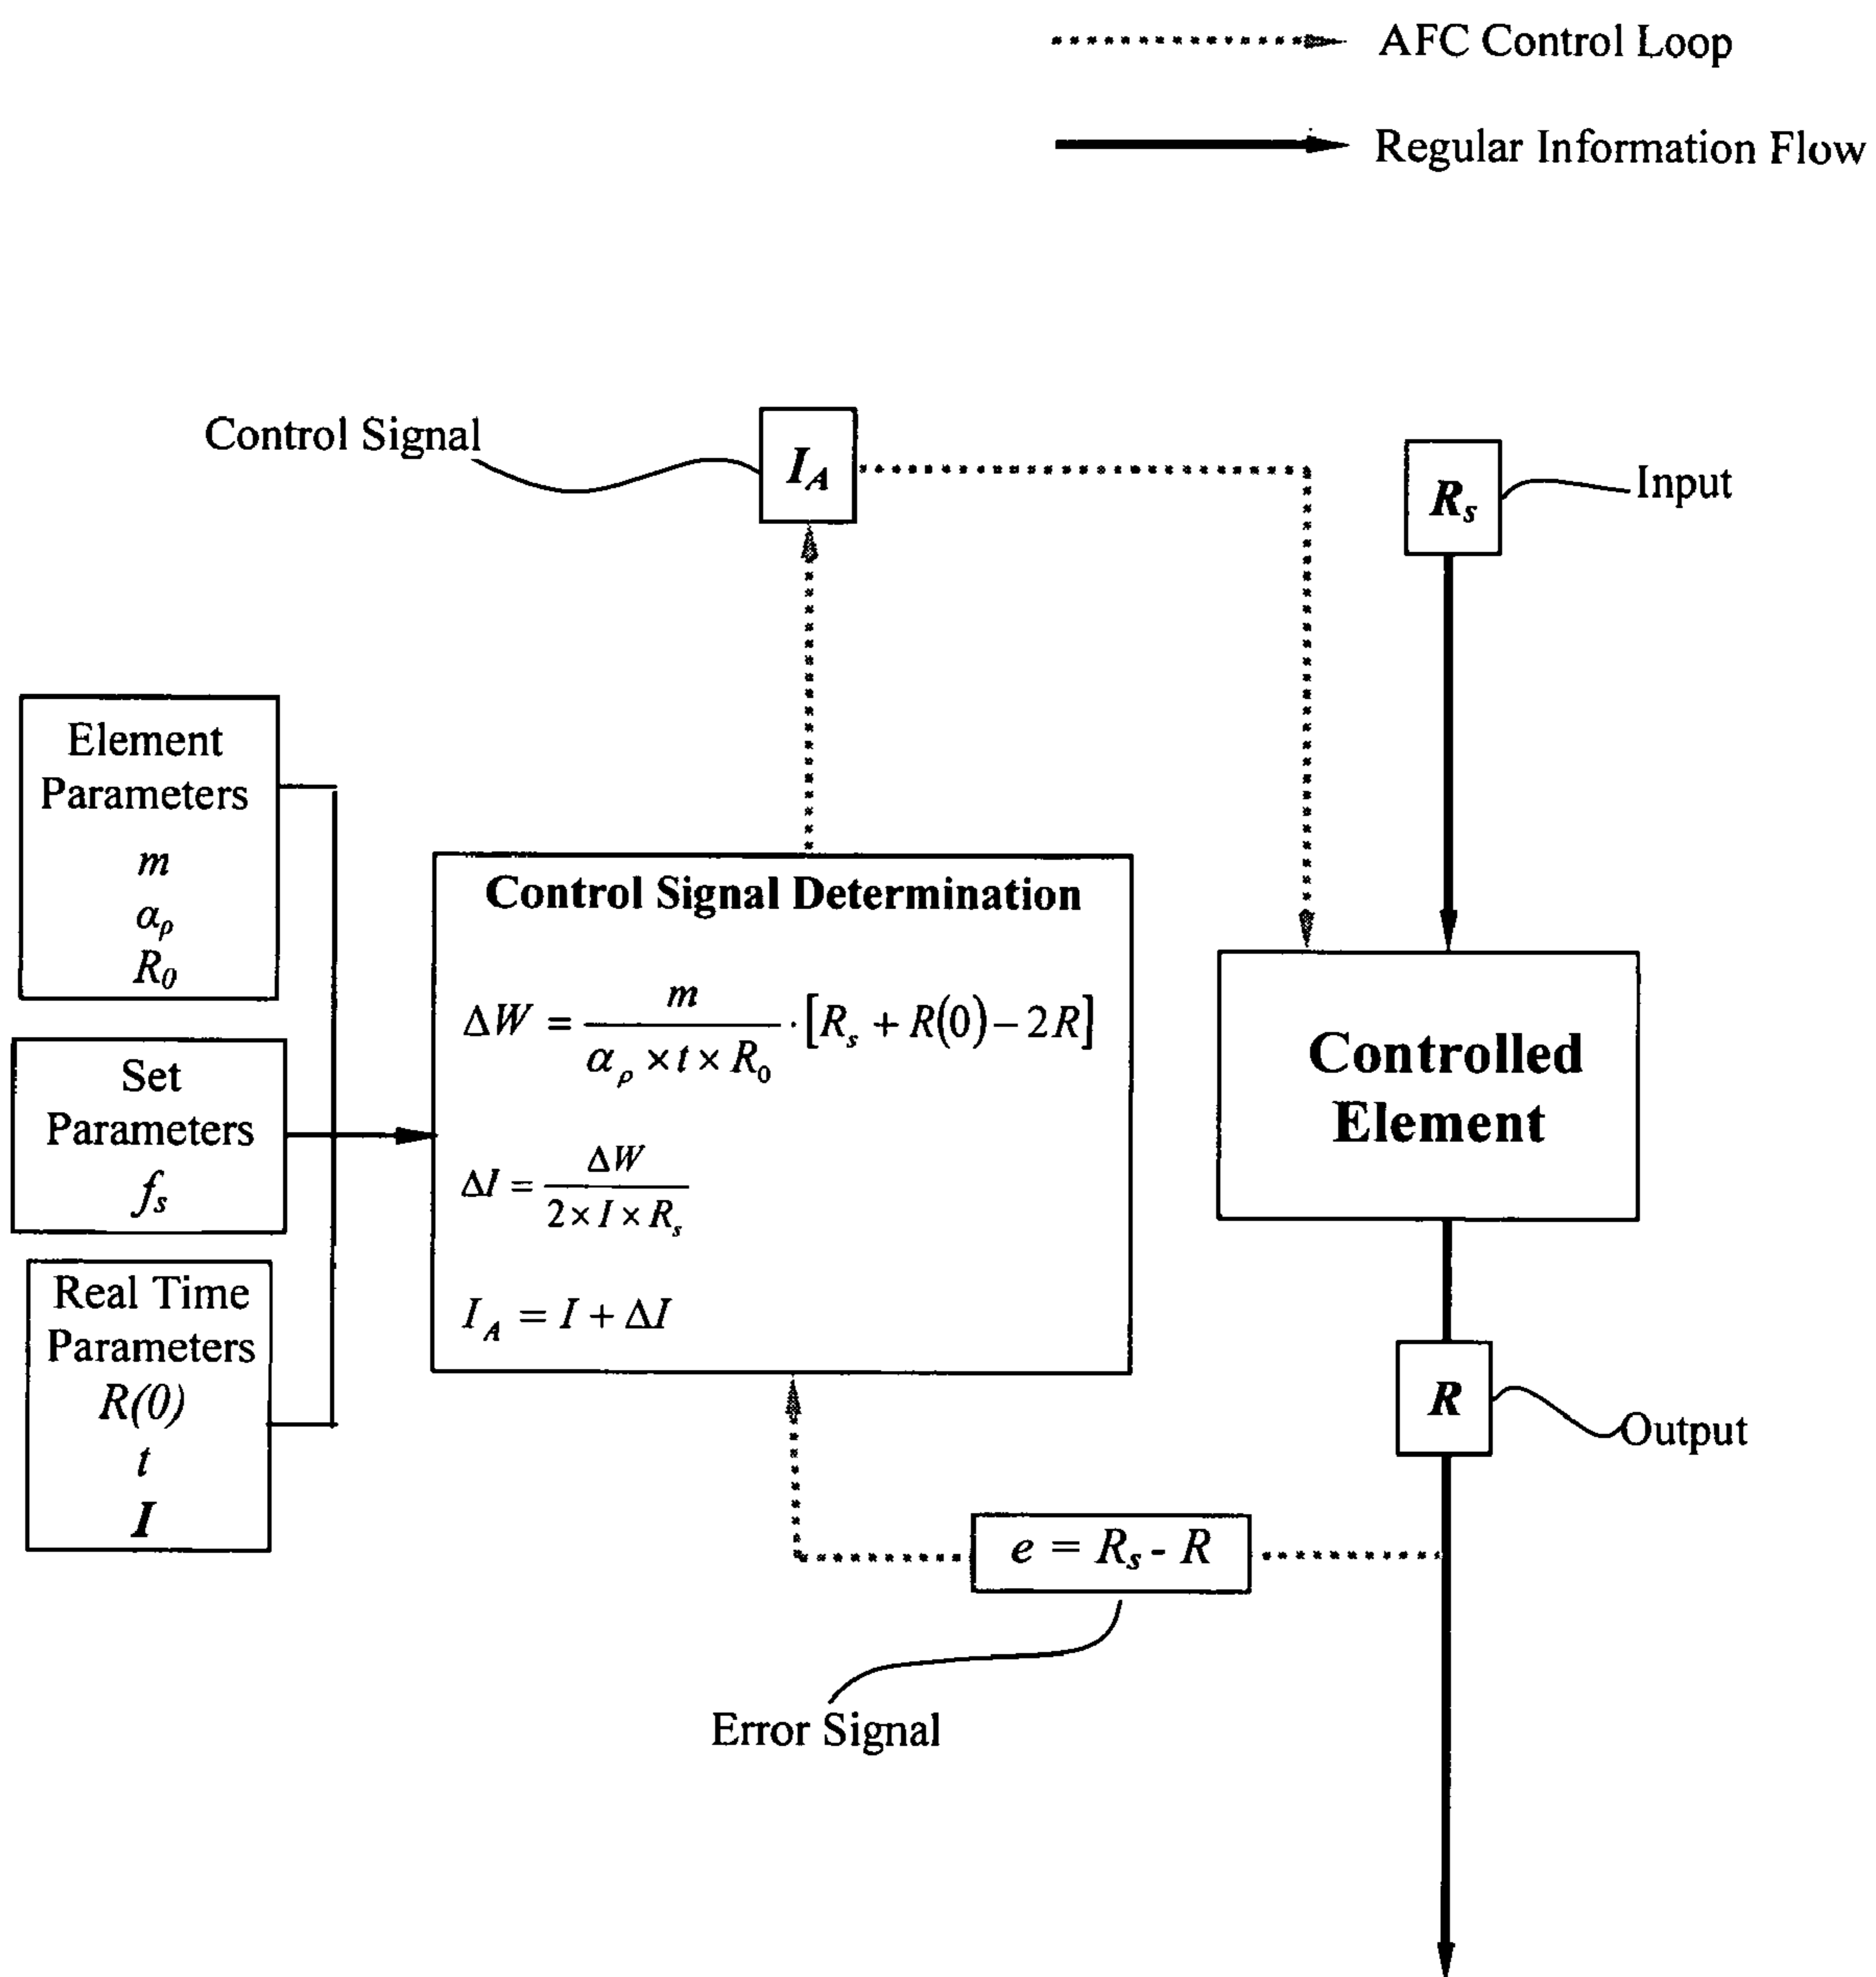 AFC Control Loop
Regular Information Flow
Control Signal
I_A
R_s
Input
Element
Parameters
m
α_ρ
R_0
Set
Parameters
f_s
Real Time
Parameters
R(0)
t
I
Control Signal Determination
ΔW = m / (α_ρ × t × R_0) · [R_s + R(0) − 2R]
ΔI = ΔW / (2 × I × R_s)
I_A = I + ΔI
Controlled
Element
R
Output
e = R_s - R
Error Signal